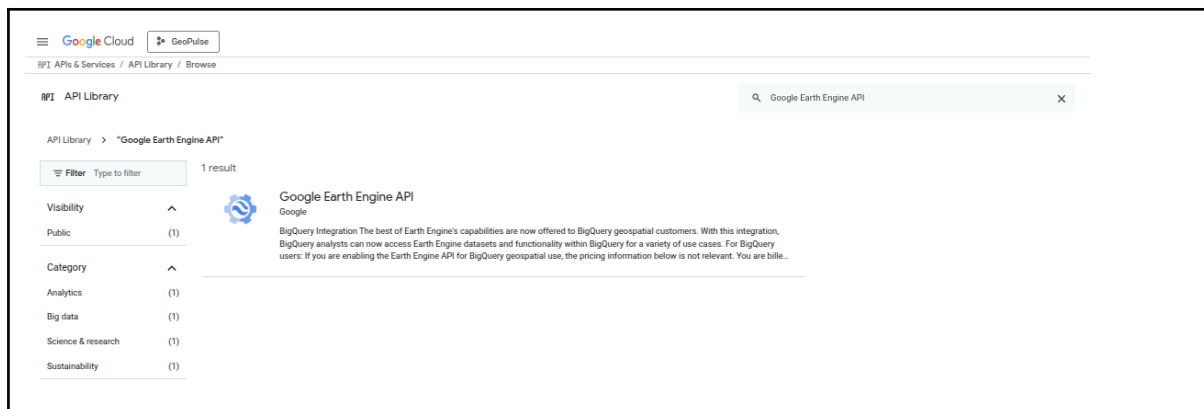 Google Cloud GeoPulse
API APIs & Services / API Library / Browse
API API Library
Google Earth Engine API
API Library > "Google Earth Engine API"
Filter Type to filter
Visibility
Public (1)
Category
Analytics (1)
Big data (1)
Science & research (1)
Sustainability (1)
1 result
Google Earth Engine API
Google
BigQuery Integration The best of Earth Engine's capabilities are now offered to BigQuery geospatial customers. With this integration,
BigQuery analysts can now access Earth Engine datasets and functionality within BigQuery for a variety of use cases. For BigQuery
users: If you are enabling the Earth Engine API for BigQuery geospatial use, the pricing information below is not relevant. You are bille...